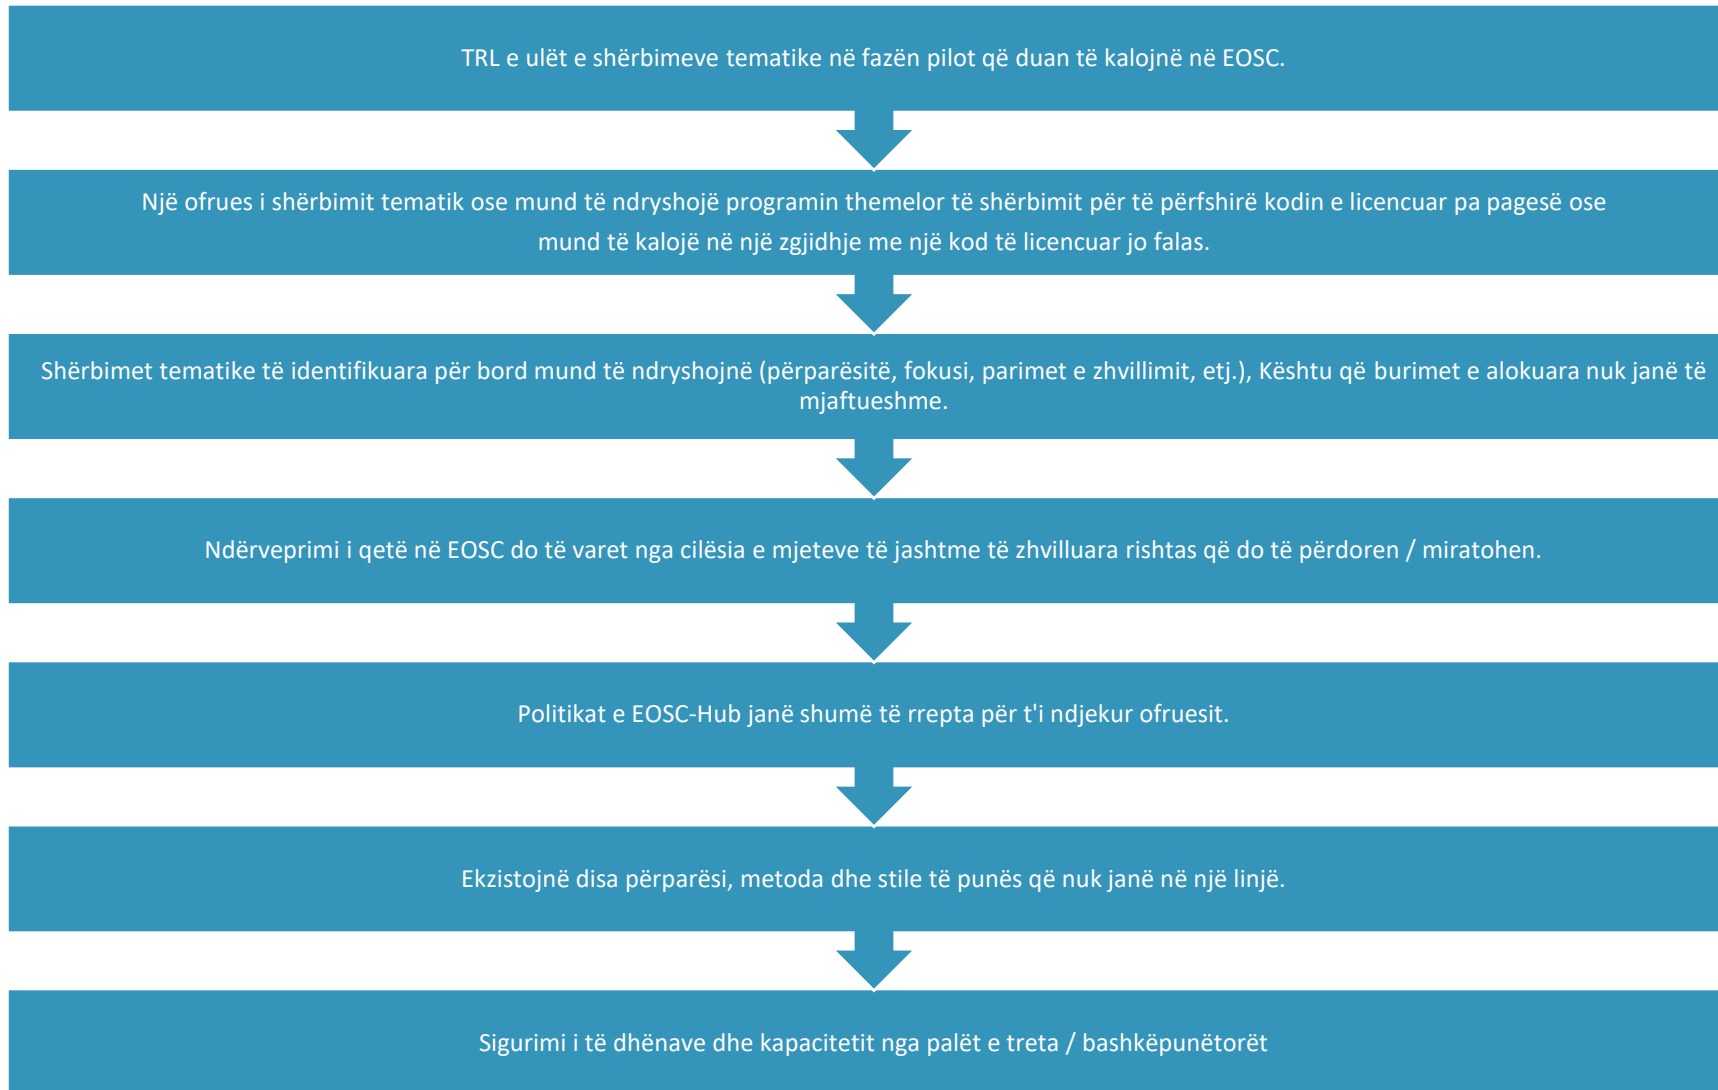 TRL e ulët e shërbimeve tematike në fazën pilot që duan të kalojnë në EOSC.
Një ofrues i shërbimit tematik ose mund të ndryshojë programin themelor të shërbimit për të përfshirë kodin e licencuar pa pagesë ose
mund të kalojë në një zgjidhje me një kod të licencuar jo falas.
Shërbimet tematike të identifikuara për bord mund të ndryshojnë (përparësitë, fokusi, parimet e zhvillimit, etj.), Kështu që burimet e alokuara nuk janë të
mjaftueshme.
Ndërveprimi i qetë në EOSC do të varet nga cilësia e mjeteve të jashtme të zhvilluara rishtas që do të përdoren / miratohen.
Politikat e EOSC-Hub janë shumë të rrepta për t'i ndjekur ofruesit.
Ekzistojnë disa përparësi, metoda dhe stile të punës që nuk janë në një linjë.
Sigurimi i të dhënave dhe kapacitetit nga palët e treta / bashkëpunëtorët